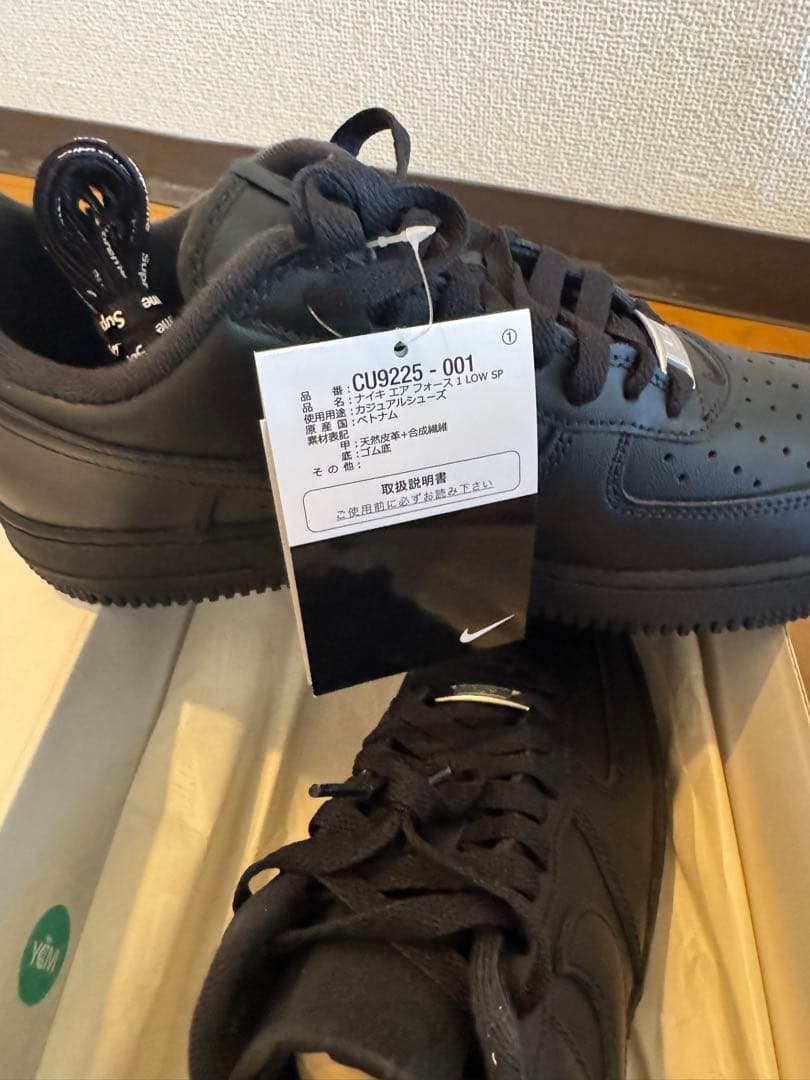 ①
品番：CU9225-001
品名：ナイキ エア フォース 1 LOW SP
使用用途：カジュアルシューズ
原産国：ベトナム
素材表記
甲：天然皮革+合成繊維
底：ゴム底
その他：
取扱説明書
ご使用前に必ずお読み下さい
Sup
YCM